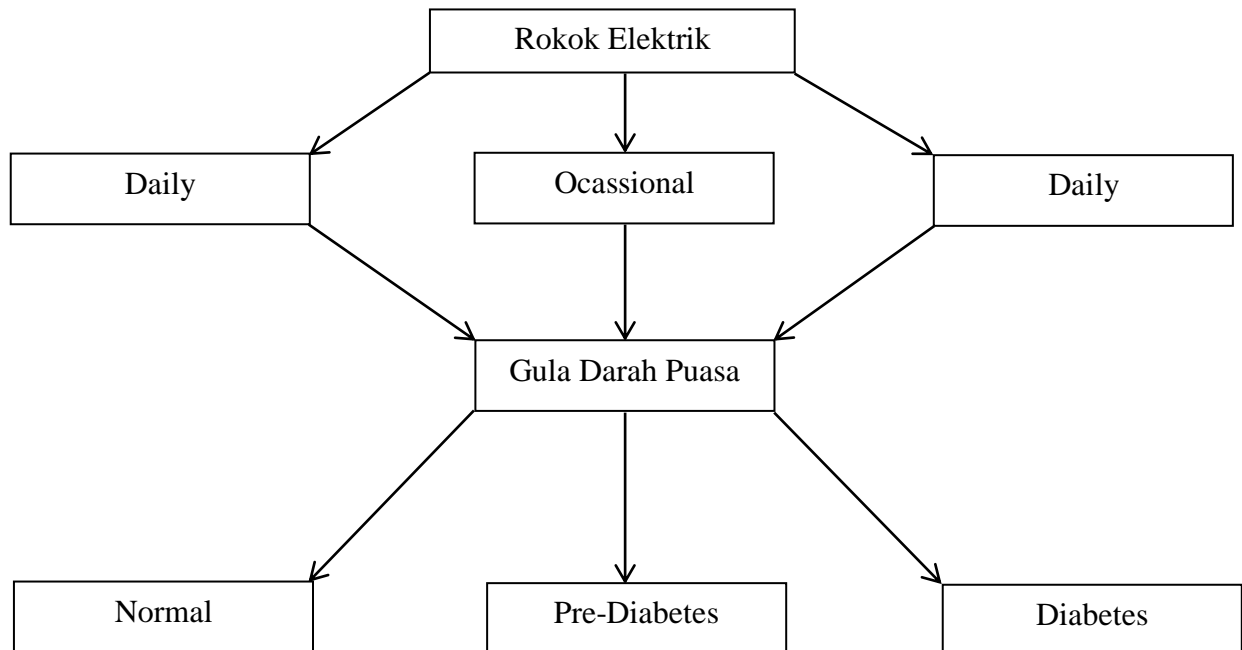 Rokok Elektrik
Daily
Ocassional
Daily
Gula Darah Puasa
Normal
Pre-Diabetes
Diabetes